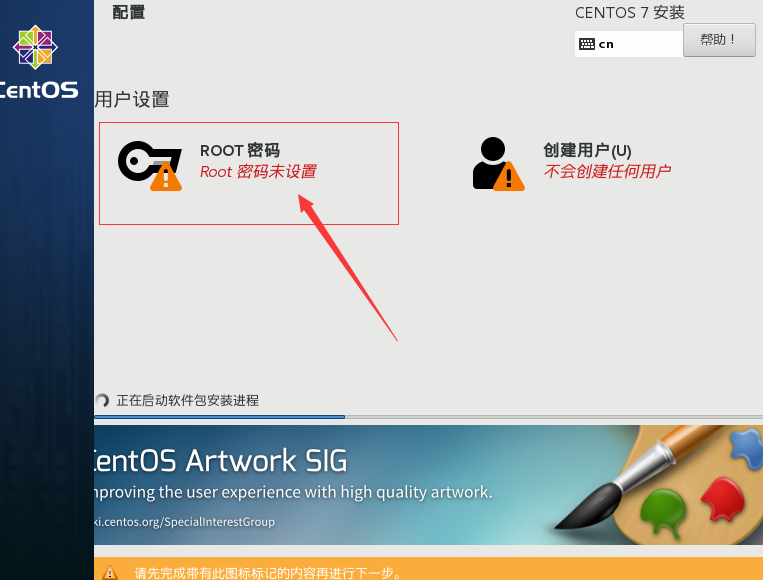 配置
CENTOS 7 安装
cn
帮助！
CentOS
用户设置
ROOT 密码
Root 密码未设置
创建用户(U)
不会创建任何用户
正在启动软件包安装进程
CentOS Artwork SIG
mproving the user experience with high quality artwork.
ki.centos.org/SpecialInterestGroup
请先完成带有此图标标记的内容再进行下一步。